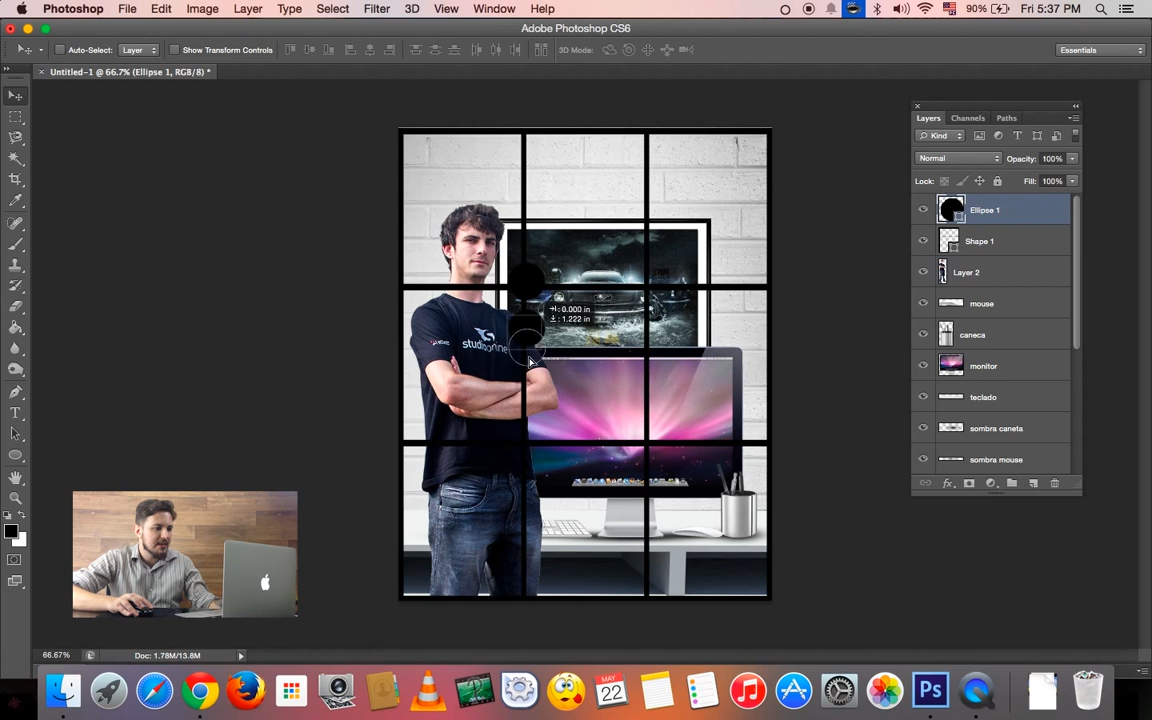 Photoshop File Edit Image Layer Type Select Filter 3D View Window Help 90% Fri 5:37 PM
Adobe Photoshop CS6
Auto-Select: Layer Show Transform Controls 3D Mode: Essentials
Untitled-1 @ 66.7% (Ellipse 1, RGB/8) *
Layers Channels Paths
Kind
Normal Opacity: 100%
Lock: Fill: 100%
Ellipse 1
Shape 1
Layer 2
mouse
caneca
monitor
teclado
sombra caneta
sombra mouse
: 0.000 in
: 1.222 in
66.67% Doc: 1.78M/13.8M
MAY
22
Ps